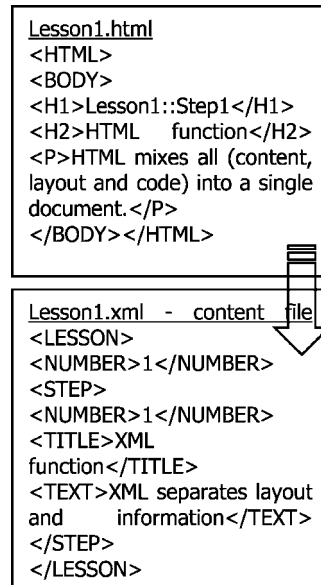 Lesson1.html
<HTML>
<BODY>
<H1>Lesson1::Step1</H1>
<H2>HTML function</H2>
<P>HTML mixes all (content,
layout and code) into a single
document.</P>
</BODY></HTML>
Lesson1.xml - content file
<LESSON>
<NUMBER>1</NUMBER>
<STEP>
<NUMBER>1</NUMBER>
<TITLE>XML
function</TITLE>
<TEXT>XML separates layout
and information</TEXT>
</STEP>
</LESSON>